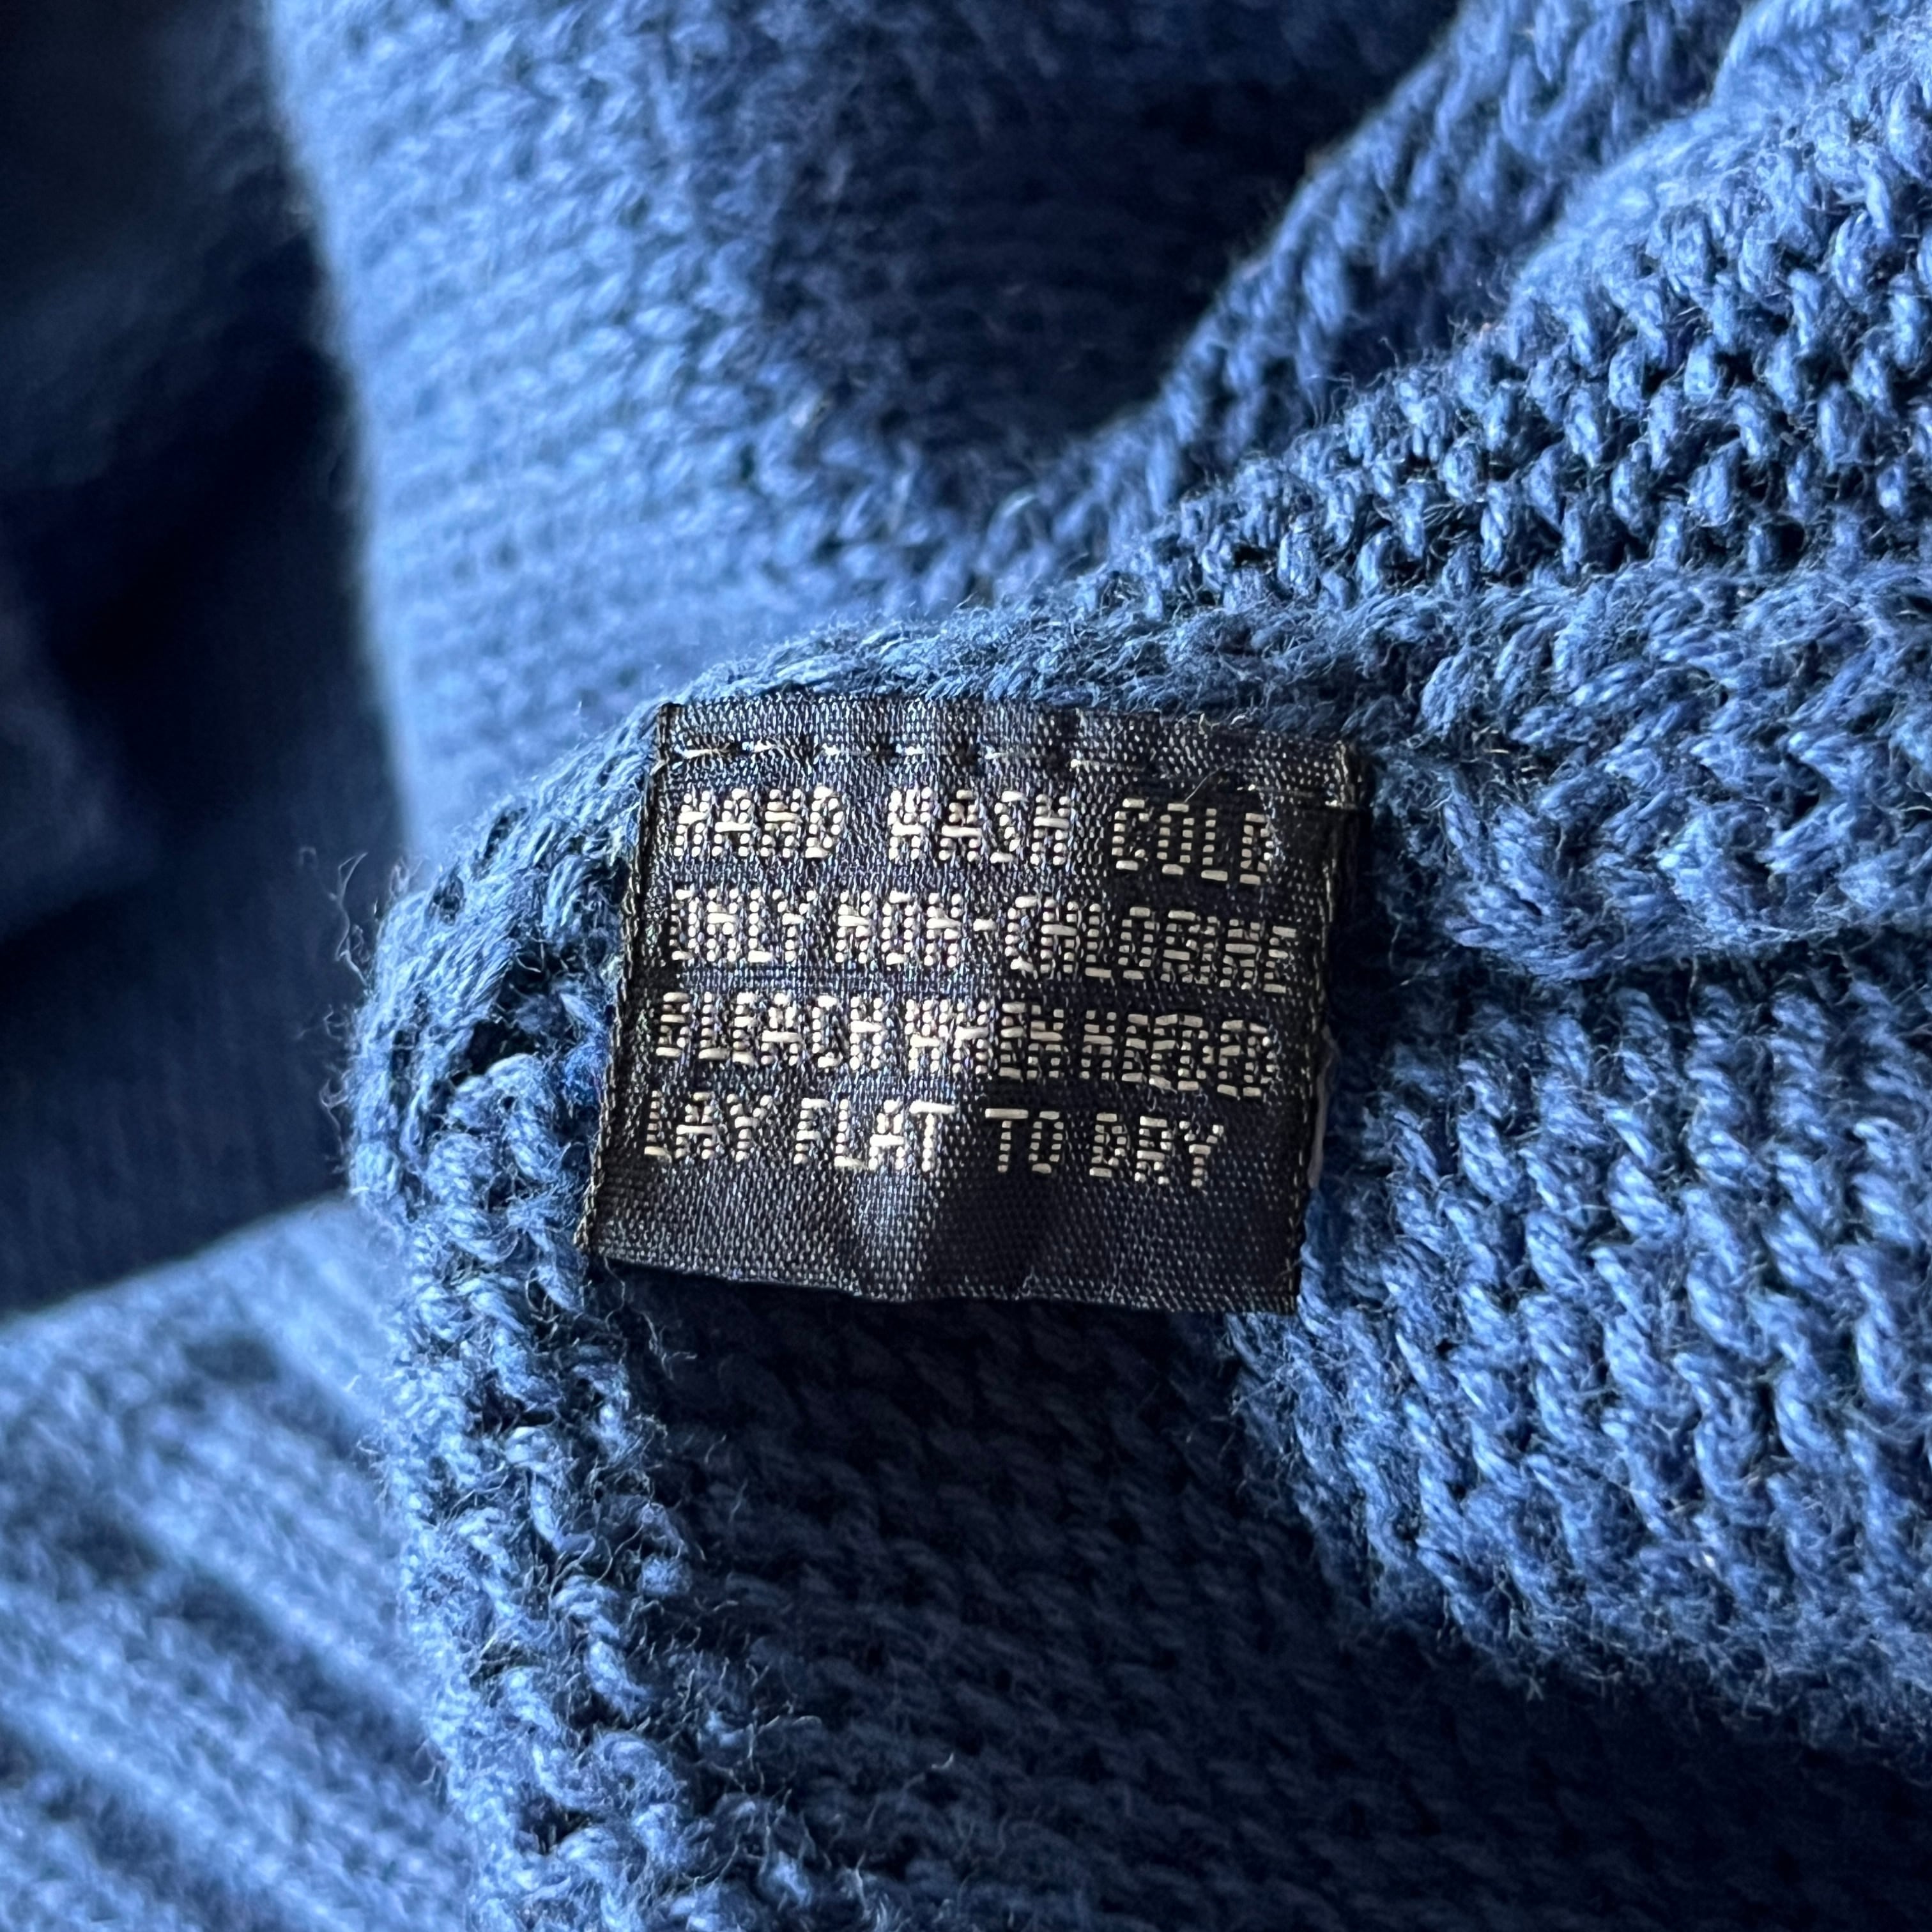 HAND WASH COLD
ONLY NON-CHLORINE
BLEACH WHEN NEEDED
LAY FLAT TO DRY